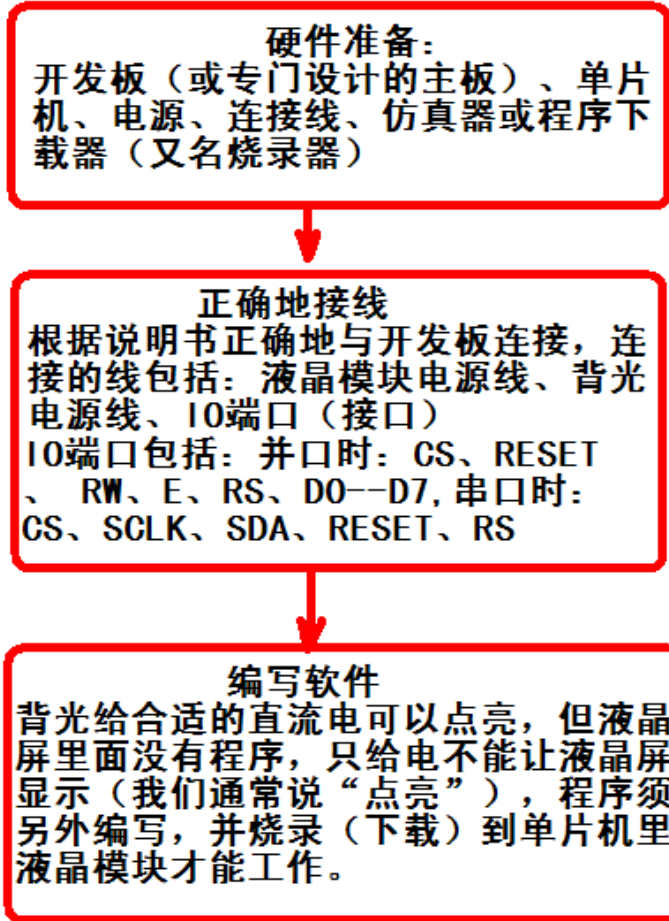 硬件准备：
开发板（或专门设计的主板）、单片
机、电源、连接线、仿真器或程序下
载器（又名烧录器）
正确地接线
根据说明书正确地与开发板连接，连
接的线包括：液晶模块电源线、背光
电源线、IO端口（接口）
IO端口包括：并口时：CS、RESET
、 RW、E、RS、D0--D7,串口时：
CS、SCLK、SDA、RESET、RS
编写软件
背光给合适的直流电可以点亮，但液晶
屏里面没有程序，只给电不能让液晶屏
显示（我们通常说“点亮”），程序须
另外编写，并烧录（下载）到单片机里
液晶模块才能工作。